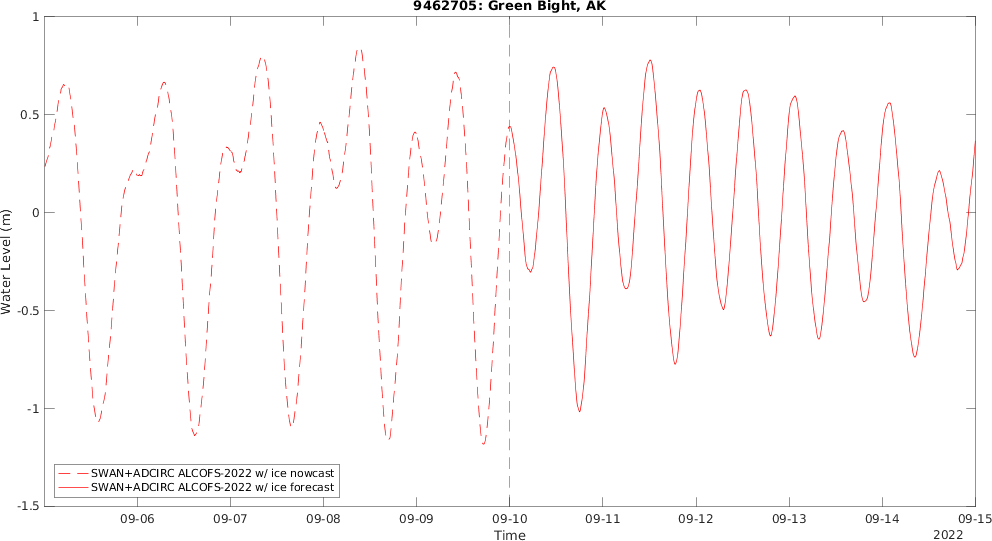 9462705: Green Bight, AK
Water Level (m)
1
0.5
0
-0.5
-1
-1.5
SWAN+ADCIRC ALCOFS-2022 w/ ice nowcast
SWAN+ADCIRC ALCOFS-2022 w/ ice forecast
09-06 09-07 09-08 09-09 09-10 09-11 09-12 09-13 09-14 09-15
Time
2022